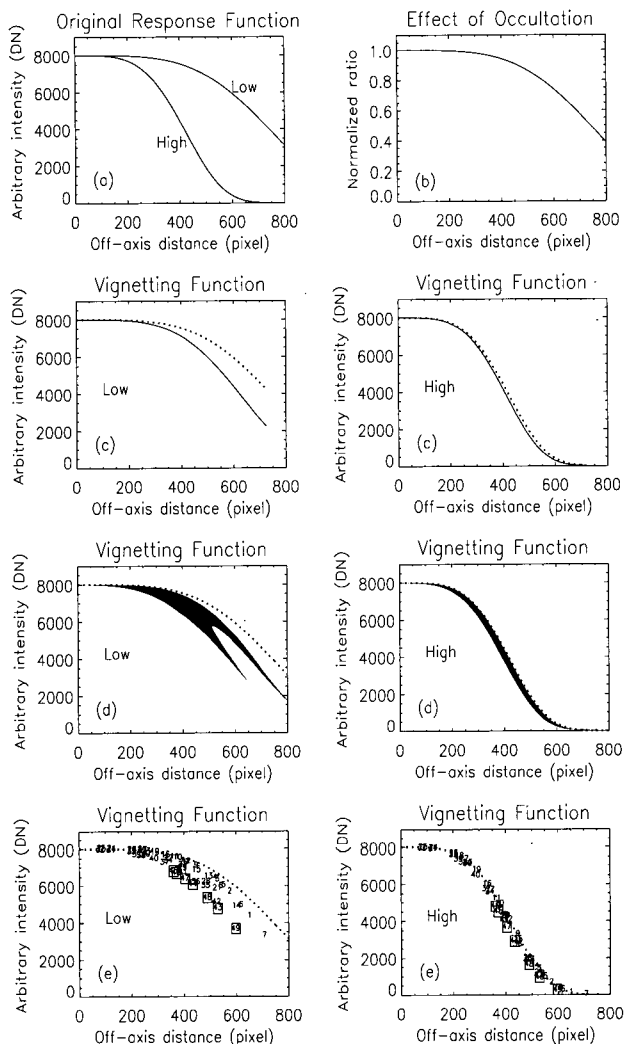 Original Response Function
Arbitrary intensity (DN)
8000
6000
4000
2000
0
Low
High
(a)
0 200 400 600 800
Off-axis distance (pixel)
Effect of Occultation
Normalized ratio
1.0
0.8
0.6
0.4
0.2
0.0
(b)
0 200 400 600 800
Off-axis distance (pixel)
Vignetting Function
Arbitrary intensity (DN)
8000
6000
4000
2000
0
Low
(c)
0 200 400 600 800
Off-axis distance (pixel)
Vignetting Function
Arbitrary intensity (DN)
8000
6000
4000
2000
0
High
(c)
0 200 400 600 800
Off-axis distance (pixel)
Vignetting Function
Arbitrary intensity (DN)
8000
6000
4000
2000
0
Low
(d)
0 200 400 600 800
Off-axis distance (pixel)
Vignetting Function
Arbitrary intensity (DN)
8000
6000
4000
2000
0
High
(d)
0 200 400 600 800
Off-axis distance (pixel)
Vignetting Function
Arbitrary intensity (DN)
8000
6000
4000
2000
0
Low
1
7
(e)
0 200 400 600 800
Off-axis distance (pixel)
Vignetting Function
Arbitrary intensity (DN)
8000
6000
4000
2000
0
High
(e)
0 200 400 600 800
Off-axis distance (pixel)